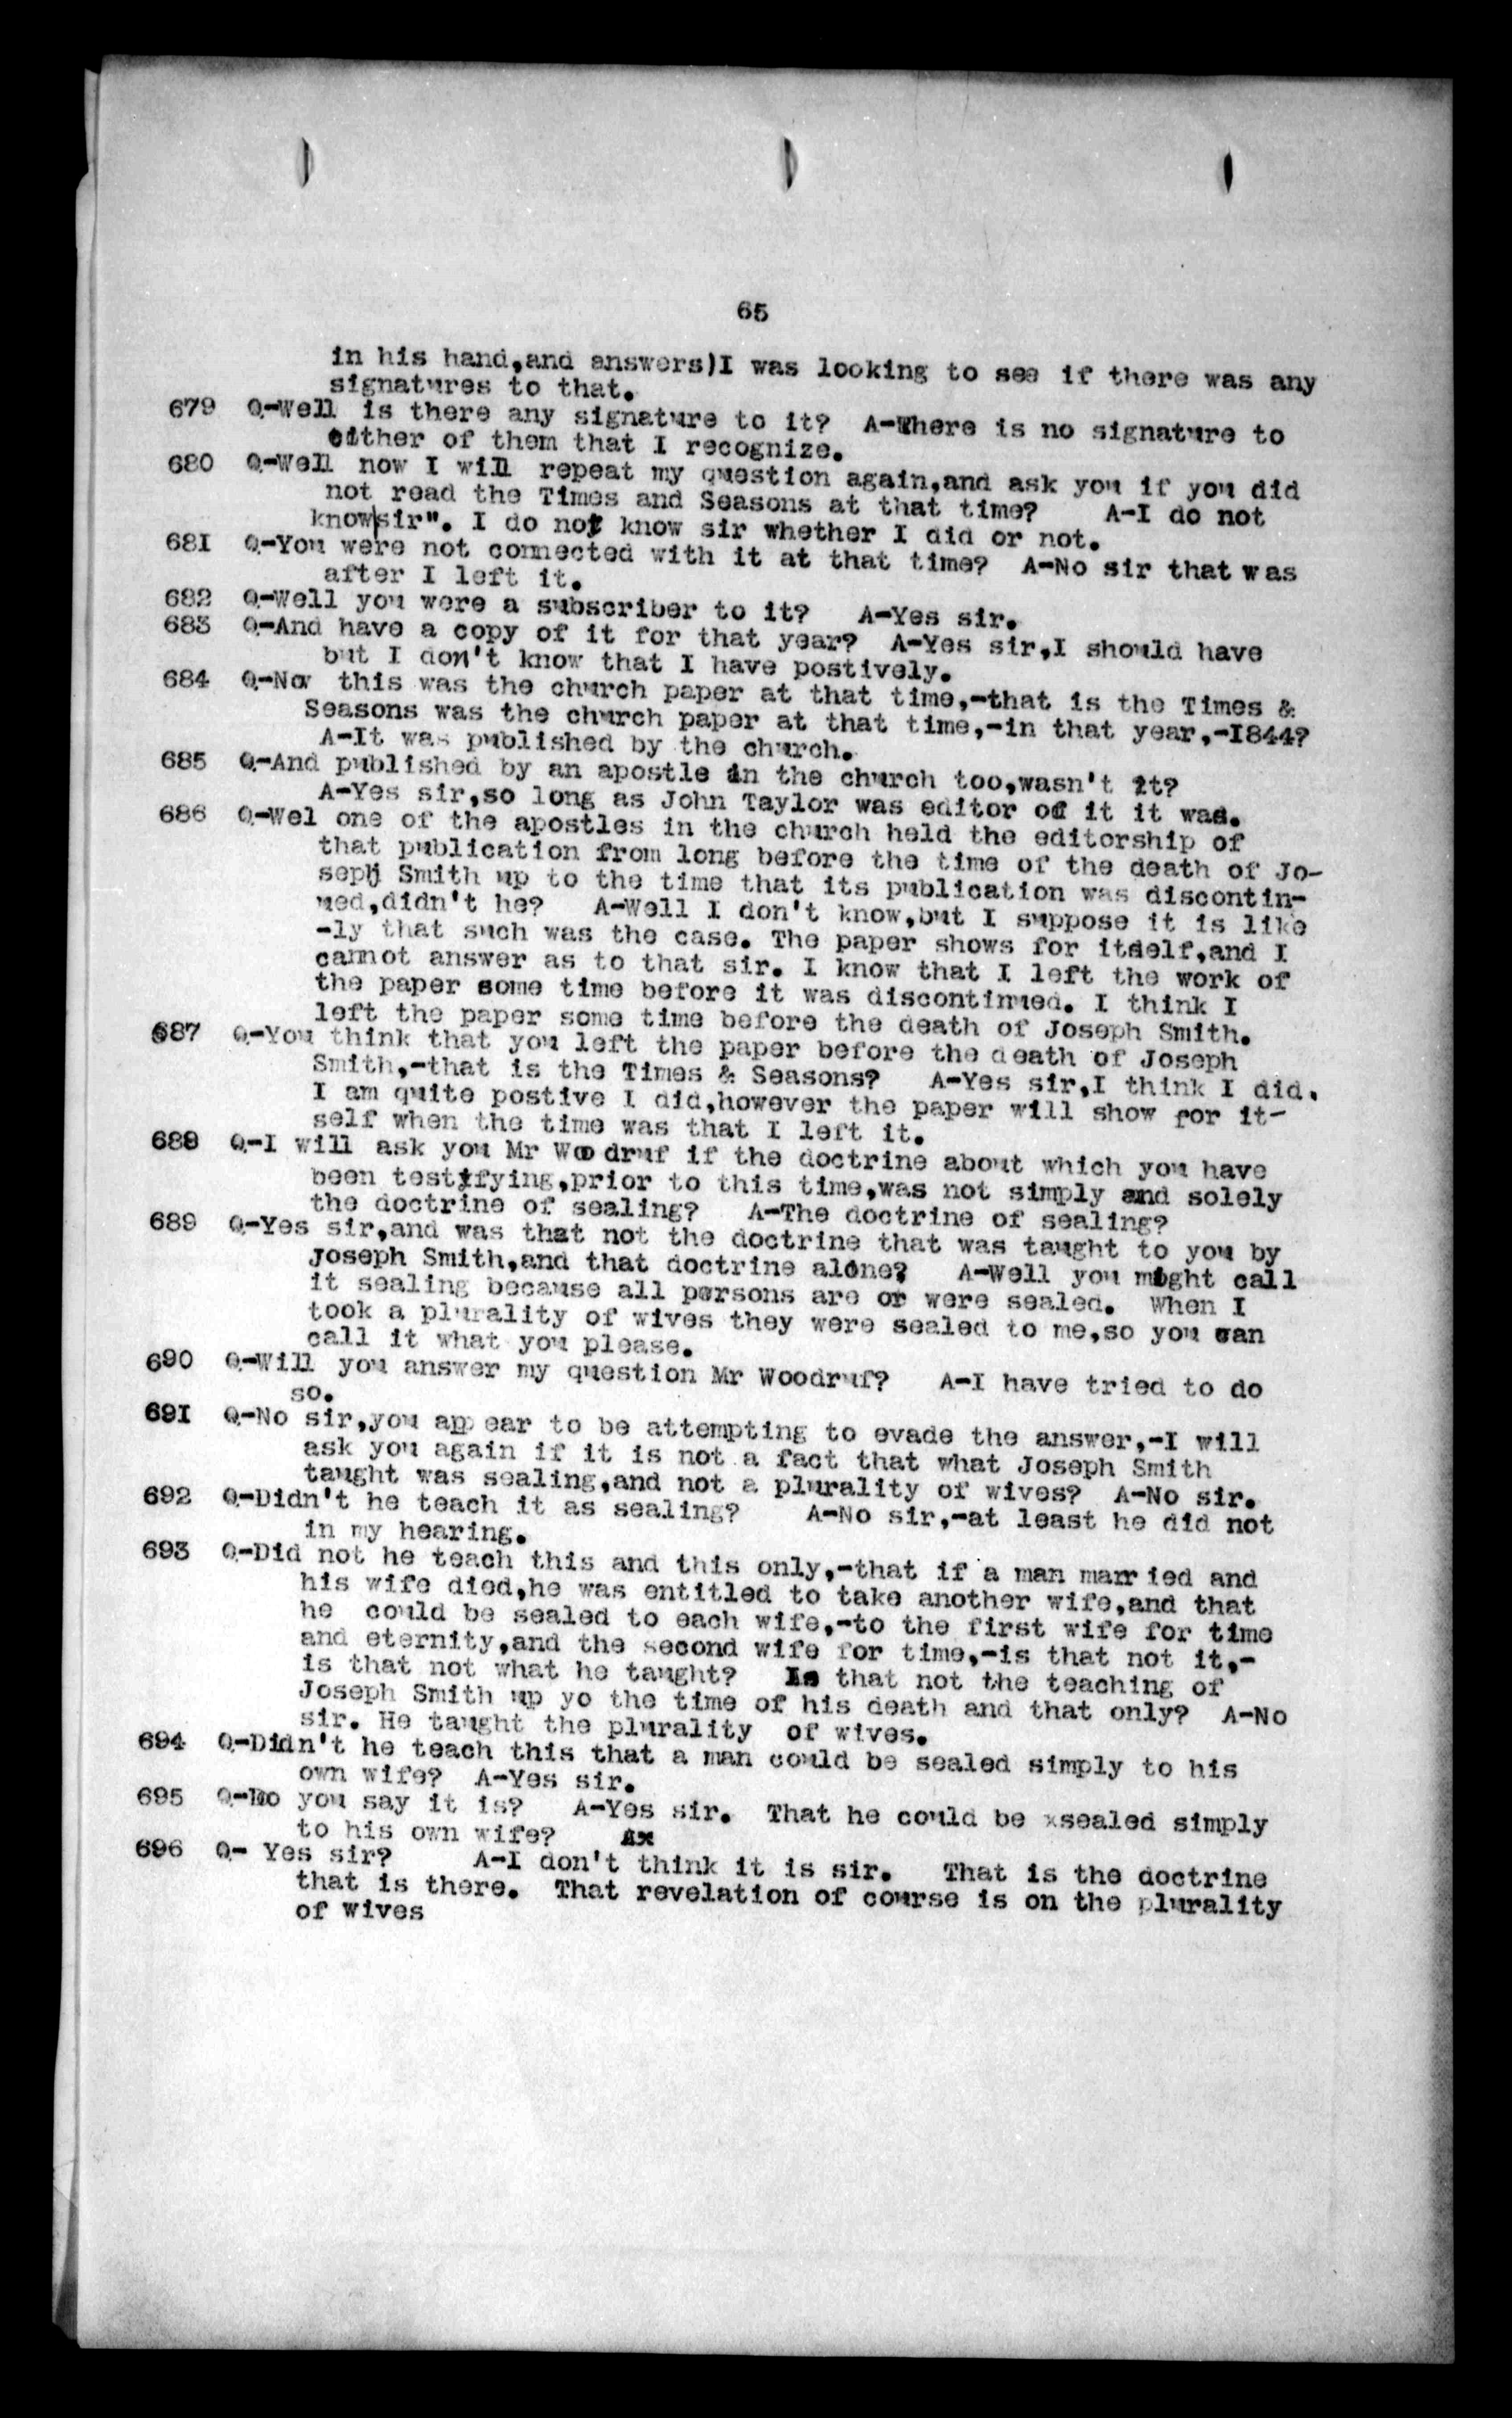 65
in his hand,and answers)I was looking to see if there was any
signatures to that.
679 Q-Well is there any signature to it? A-There is no signature to
either of them that I recognize.
680 Q-Well now I will repeat my question again,and ask you if you did
not read the Times and Seasons at that time? A-I do not
know sir". I do not know sir whether I did or not.
681 Q-You were not connected with it at that time? A-No sir that was
after I left it.
682 Q-Well you were a subscriber to it? A-Yes sir.
683 Q-And have a copy of it for that year? A-Yes sir,I should have
but I don't know that I have postively.
684 Q-Now this was the church paper at that time,-that is the Times &
Seasons was the church paper at that time,-in that year,-I844?
A-It was published by the church.
685 Q-And published by an apostle in the church too,wasn't it?
A-Yes sir,so long as John Taylor was editor of it it was.
686 Q-Wel one of the apostles in the church held the editorship of
that publication from long before the time of the death of Jo-
seph Smith up to the time that its publication was discontin-
ued,didn't he? A-Well I don't know,but I suppose it is like
-ly that such was the case. The paper shows for itself,and I
cannot answer as to that sir. I know that I left the work of
the paper some time before it was discontinued. I think I
left the paper some time before the death of Joseph Smith.
687 Q-You think that you left the paper before the death of Joseph
Smith,-that is the Times & Seasons? A-Yes sir,I think I did.
I am quite postive I did,however the paper will show for it-
self when the time was that I left it.
688 Q-I will ask you Mr Woodruf if the doctrine about which you have
been testifying,prior to this time,was not simply and solely
the doctrine of sealing? A-The doctrine of sealing?
689 Q-Yes sir,and was that not the doctrine that was taught to you by
Joseph Smith,and that doctrine alone? A-Well you might call
it sealing because all persons are or were sealed. When I
took a plurality of wives they were sealed to me,so you can
call it what you please.
690 Q-Will you answer my question Mr Woodruf? A-I have tried to do
so.
69I Q-No sir,you appear to be attempting to evade the answer,-I will
ask you again if it is not a fact that what Joseph Smith
taught was sealing,and not a plurality of wives? A-No sir.
692 Q-Didn't he teach it as sealing? A-No sir,-at least he did not
in my hearing.
693 Q-Did not he teach this and this only,-that if a man married and
his wife died,he was entitled to take another wife,and that
he could be sealed to each wife,-to the first wife for time
and eternity,and the second wife for time,-is that not it,-
is that not what he taught? Is that not the teaching of
Joseph Smith up yo the time of his death and that only? A-No
sir. He taught the plurality of wives.
694 Q-Didn't he teach this that a man could be sealed simply to his
own wife? A-Yes sir.
695 Q-Do you say it is? A-Yes sir. That he could be xsealed simply
to his own wife? Ax
696 Q- Yes sir? A-I don't think it is sir. That is the doctrine
that is there. That revelation of course is on the plurality
of wives